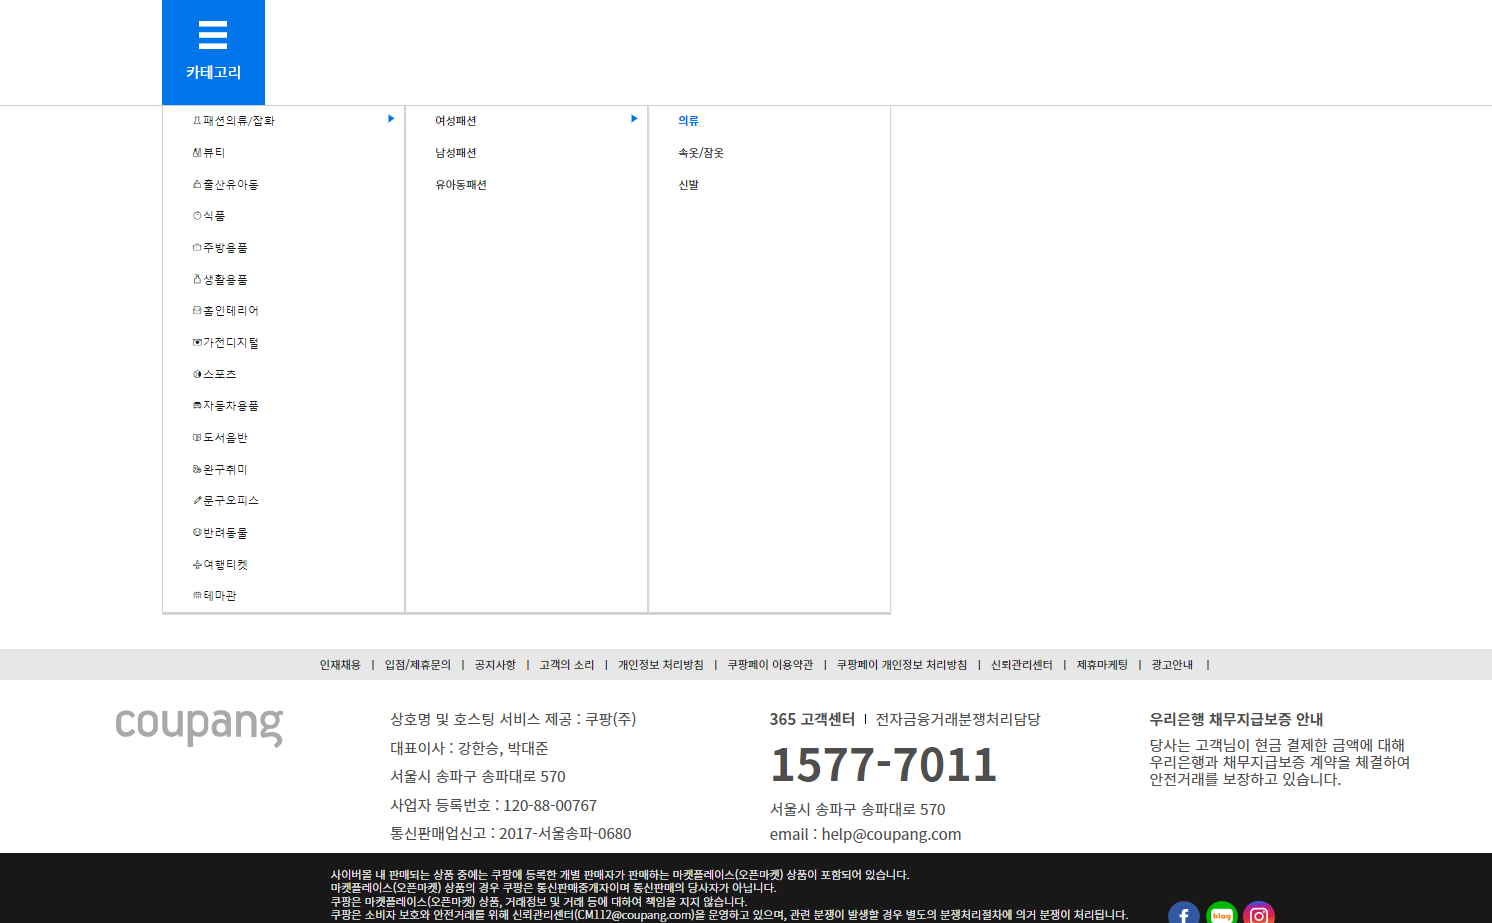 카테고리
패션의류/잡화
뷰티
출산유아동
식품
주방용품
생활용품
홈인테리어
가전디지털
스포츠
자동차용품
도서음반
완구취미
문구오피스
반려동물
여행티켓
테마관
여성패션
남성패션
유아동패션
의류
속옷/잠옷
신발
인재채용 | 입점/제휴문의 | 공지사항 | 고객의 소리 | 개인정보 처리방침 | 쿠팡페이 이용약관 | 쿠팡페이 개인정보 처리방침 | 신뢰관리센터 | 제휴마케팅 | 광고안내 |
coupang
상호명 및 호스팅 서비스 제공 : 쿠팡(주)
대표이사 : 강한승, 박대준
서울시 송파구 송파대로 570
사업자 등록번호 : 120-88-00767
통신판매업신고 : 2017-서울송파-0680
365 고객센터 | 전자금융거래분쟁처리담당
1577-7011
서울시 송파구 송파대로 570
email : help@coupang.com
우리은행 채무지급보증 안내
당사는 고객님이 현금 결제한 금액에 대해
우리은행과 채무지급보증 계약을 체결하여
안전거래를 보장하고 있습니다.
사이버몰 내 판매되는 상품 중에는 쿠팡에 등록한 개별 판매자가 판매하는 마켓플레이스(오픈마켓) 상품이 포함되어 있습니다.
마켓플레이스(오픈마켓) 상품의 경우 쿠팡은 통신판매중개자이며 통신판매의 당사자가 아닙니다.
쿠팡은 마켓플레이스(오픈마켓) 상품, 거래정보 및 거래 등에 대하여 책임을 지지 않습니다.
쿠팡은 소비자 보호와 안전거래를 위해 신뢰관리센터(CM112@coupang.com)을 운영하고 있으며, 관련 분쟁이 발생할 경우 별도의 분쟁처리절차에 의거 분쟁이 처리됩니다.
blog